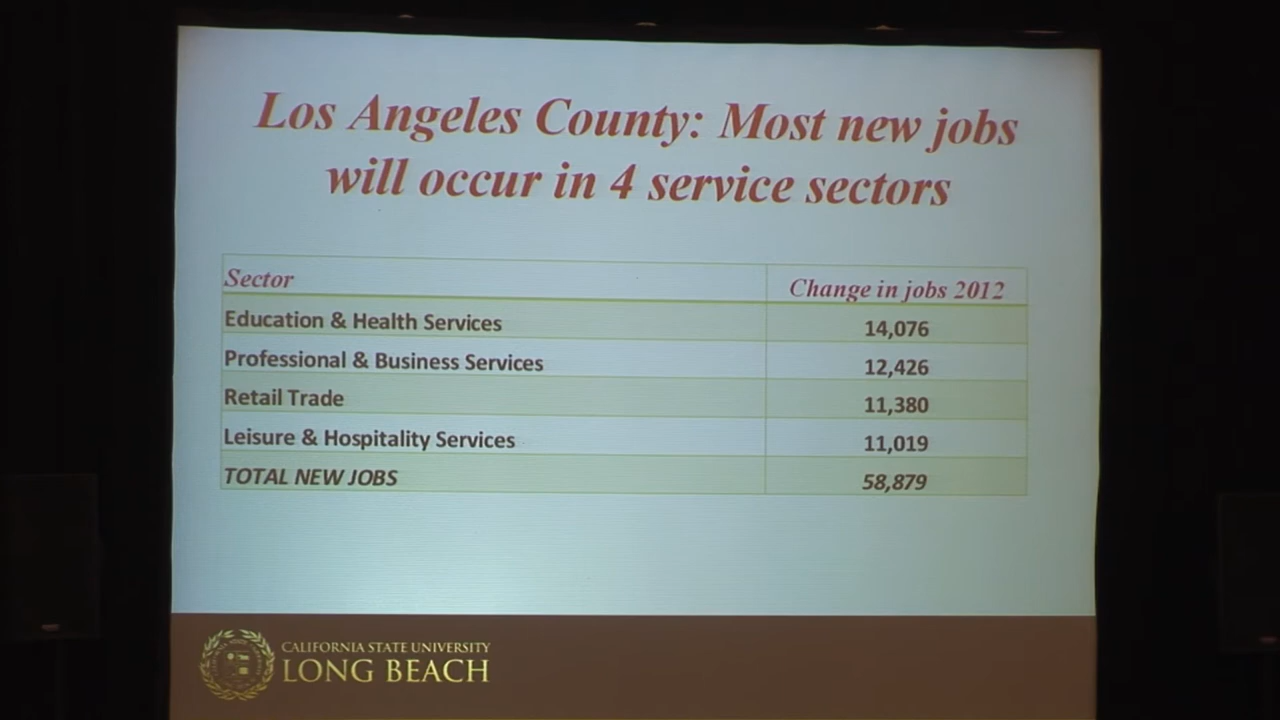 Los Angeles County: Most new jobs
will occur in 4 service sectors
Sector Change in jobs 2012
Education & Health Services 14,076
Professional & Business Services 12,426
Retail Trade 11,380
Leisure & Hospitality Services 11,019
TOTAL NEW JOBS 58,879
CALIFORNIA STATE UNIVERSITY
LONG BEACH